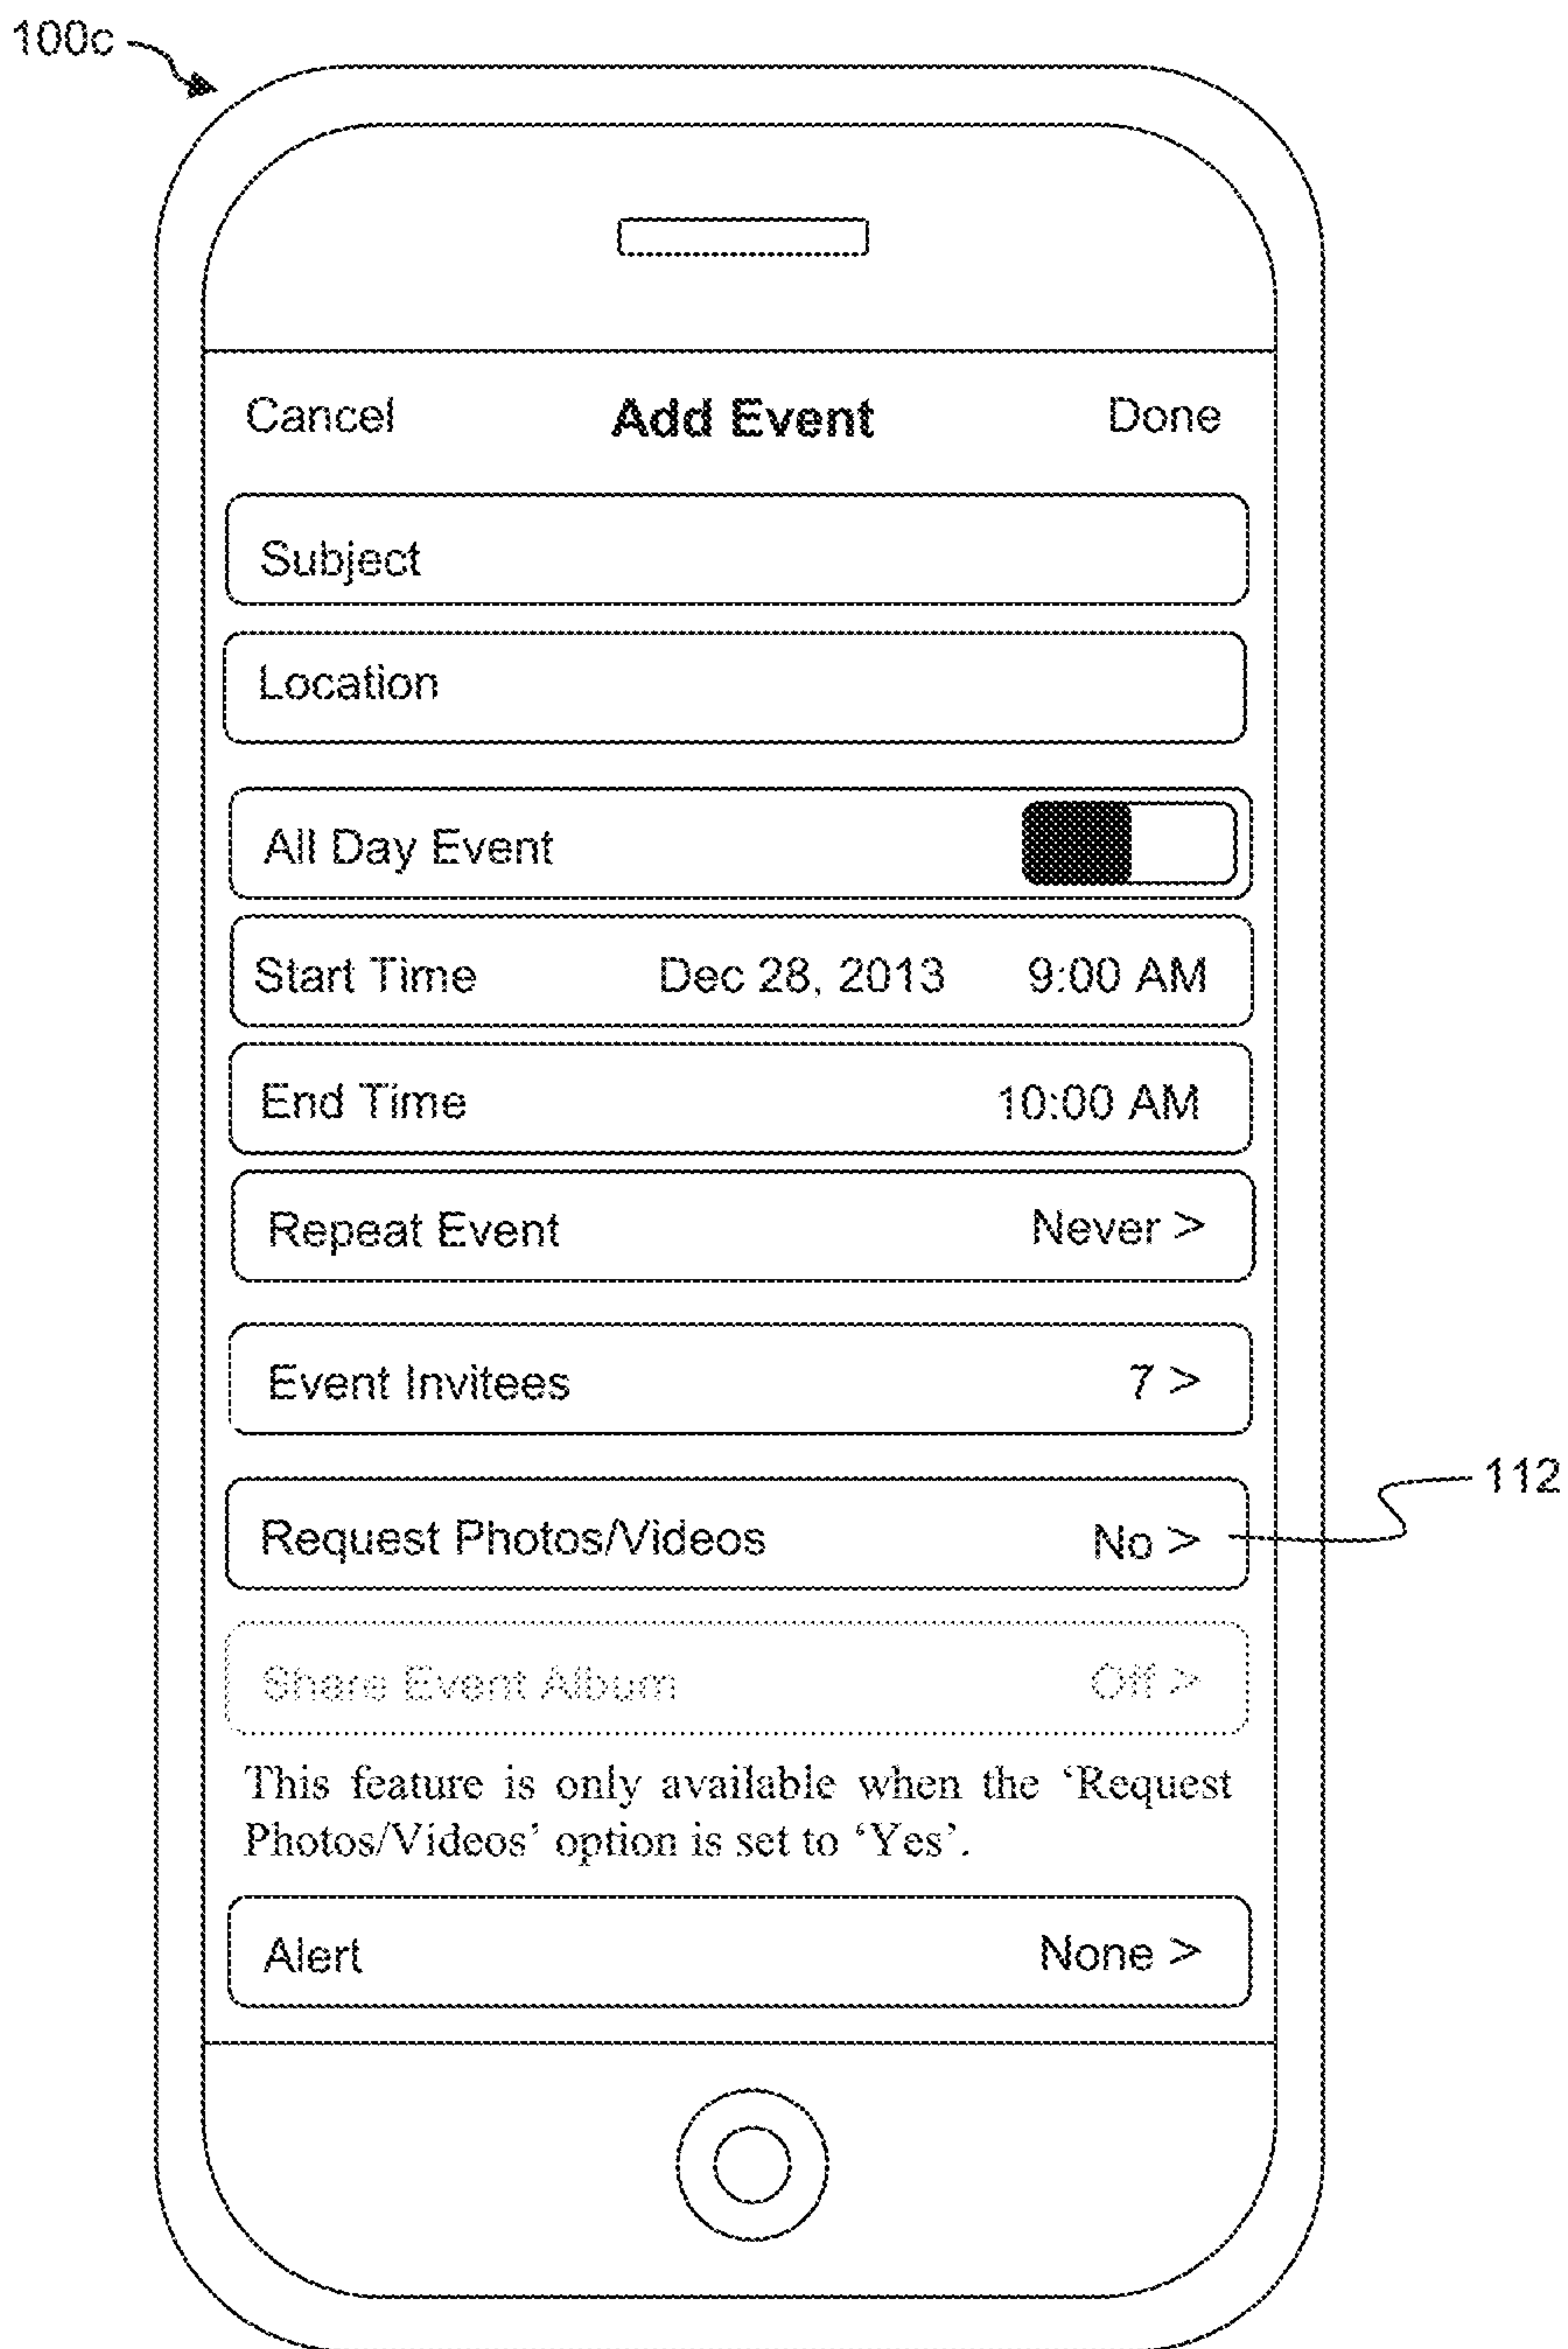 100c
Cancel Add Event Done
Subject
Location
All Day Event
Start Time Dec 28, 2013 9:00 AM
End Time 10:00 AM
Repeat Event Never >
Event Invitees 7 >
Request Photos/Videos No >
112
Share Event Album Off >
This feature is only available when the ‘Request
Photos/Videos’ option is set to ‘Yes’.
Alert None >